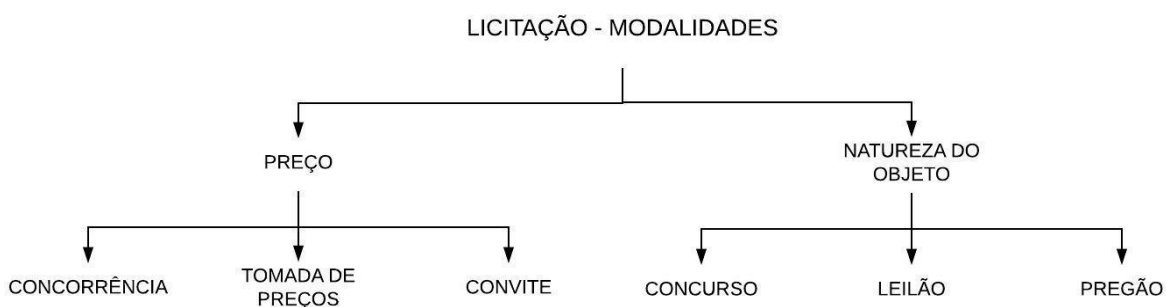 LICITAÇÃO - MODALIDADES
PREÇO
NATUREZA DO
OBJETO
CONCORRÊNCIA
TOMADA DE
PREÇOS
CONVITE
CONCURSO
LEILÃO
PREGÃO